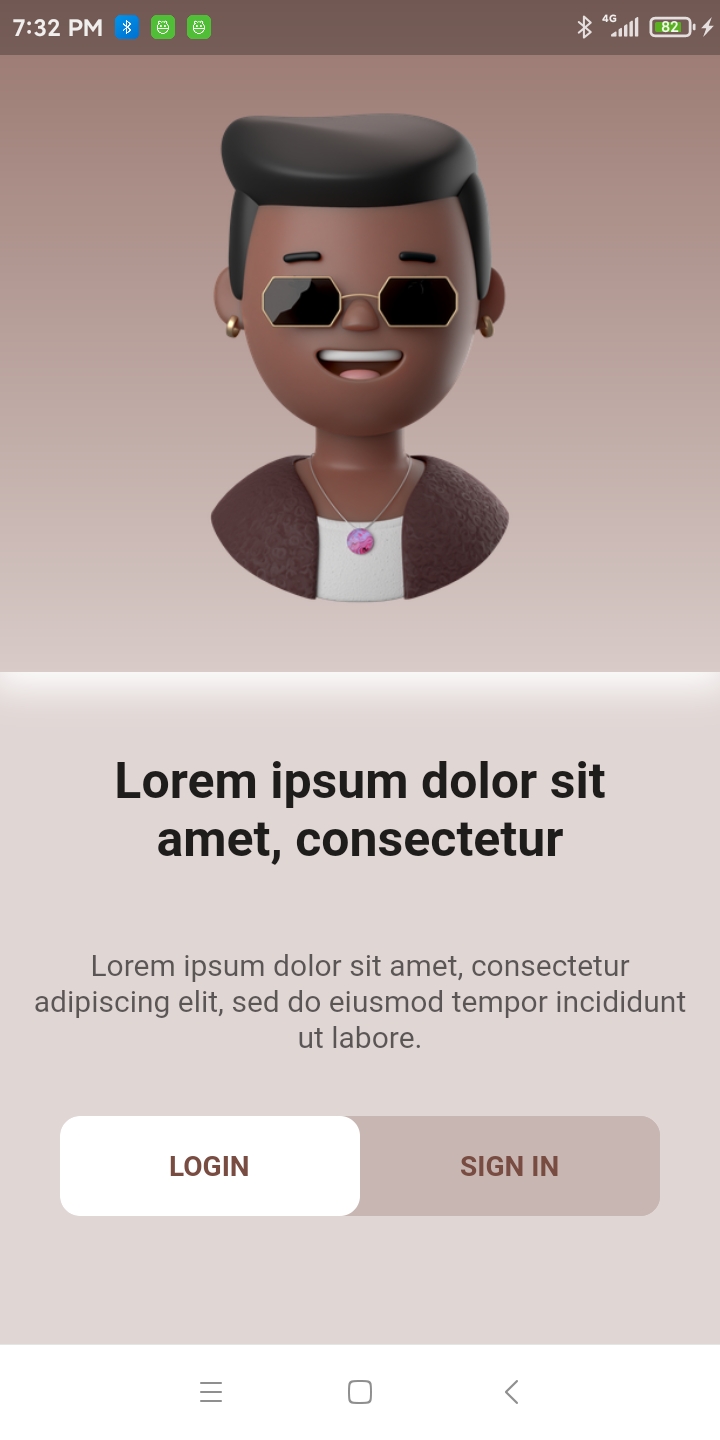 7:32 PM
4G
82
Lorem ipsum dolor sit
amet, consectetur
Lorem ipsum dolor sit amet, consectetur
adipiscing elit, sed do eiusmod tempor incididunt
ut labore.
LOGIN
SIGN IN